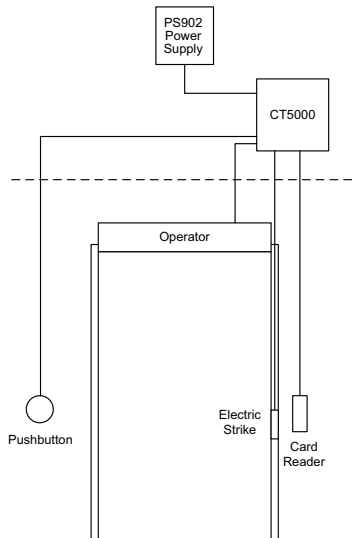 PS902
Power
Supply
CT5000
Operator
Electric
Strike
Pushbutton
Card
Reader